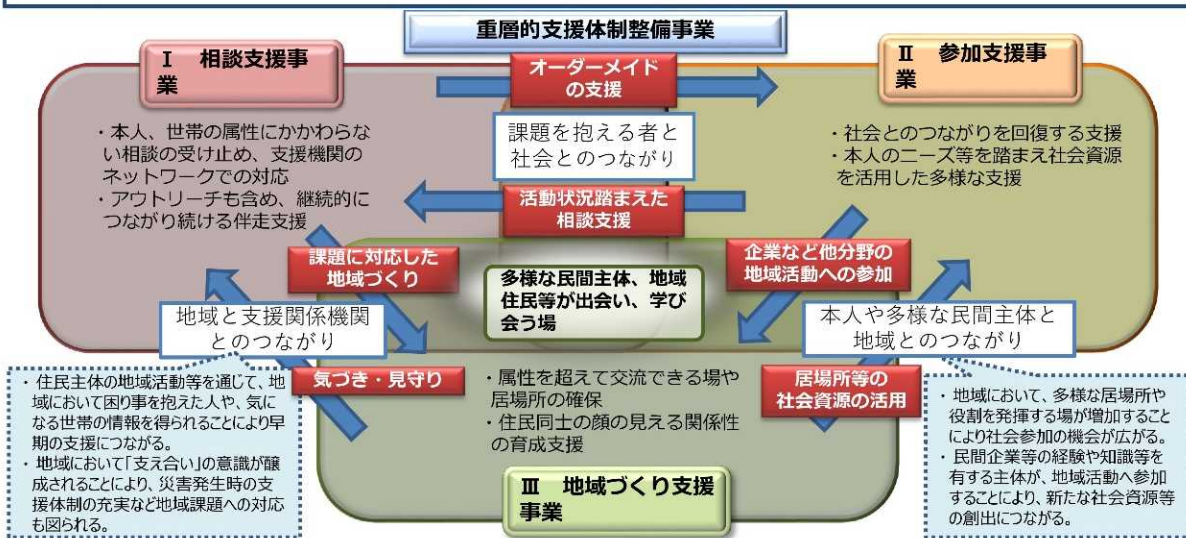 重層的支援体制整備事業
Ⅰ 相談支援事
業
オーダーメイド
の支援
Ⅱ 参加支援事
業
・本人、世帯の属性にかかわらな
い相談の受け止め、支援機関の
ネットワークでの対応
・アウトリーチも含め、継続的に
つながり続ける伴走支援
課題を抱える者と
社会とのつながり
・社会とのつながりを回復する支援
・本人のニーズ等を踏まえ社会資源
を活用した多様な支援
活動状況踏まえた
相談支援
課題に対応した
地域づくり
多様な民間主体、地域
住民等が出会い、学び
会う場
企業など他分野の
地域活動への参加
地域と支援関係機関
とのつながり
本人や多様な民間主体と
地域とのつながり
気づき・見守り
・属性を超えて交流できる場や
居場所の確保
・住民同士の顔の見える関係性
の育成支援
居場所等の
社会資源の活用
・住民主体の地域活動等を通じて、地
域において困り事を抱えた人や、気に
なる世帯の情報を得られることにより早
期の支援につながる。
・地域において「支え合い」の意識が醸
成されることにより、災害発生時の支
援体制の充実など地域課題への対応
も図られる。
・地域において、多様な居場所や
役割を発揮する場が増加すること
により社会参加の機会が広がる。
・民間企業等の経験や知識等を
有する主体が、地域活動へ参加
することにより、新たな社会資源等
の創出につながる。
Ⅲ 地域づくり支援
事業